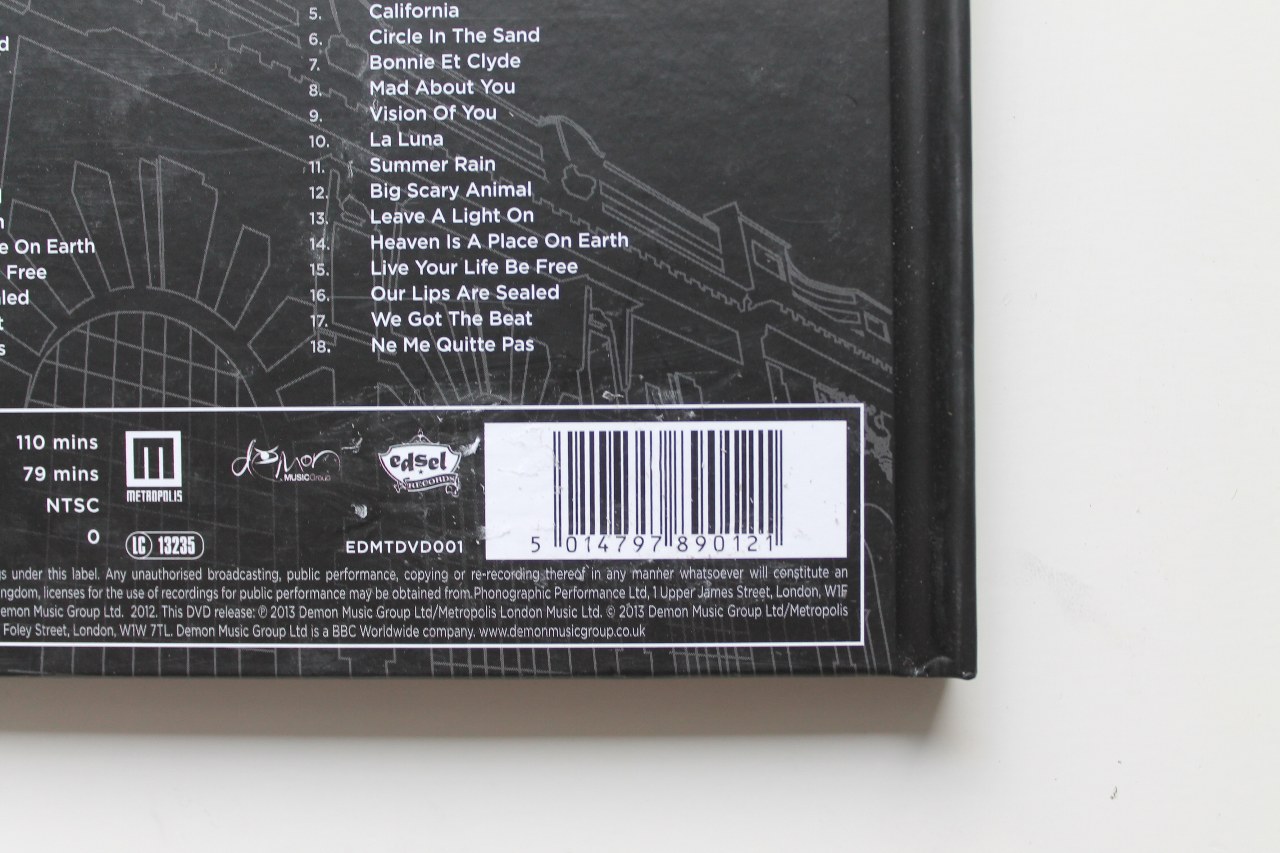 d
n
e On Earth
Free
led
t
s
5. California
6. Circle In The Sand
7. Bonnie Et Clyde
8. Mad About You
9. Vision Of You
10. La Luna
11. Summer Rain
12. Big Scary Animal
13. Leave A Light On
14. Heaven Is A Place On Earth
15. Live Your Life Be Free
16. Our Lips Are Sealed
17. We Got The Beat
18. Ne Me Quitte Pas
110 mins
79 mins
NTSC
0
METROPOLIS
demon
MUSICGroup
edsel
RECORDS
LC 13235
EDMTDVD001
5 014797 890121
gs under this label. Any unauthorised broadcasting, public performance, copying or re-recording thereof in any manner whatsoever will constitute an
ngdom, licenses for the use of recordings for public performance may be obtained from Phonographic Performance Ltd, 1 Upper James Street, London, W1F
emon Music Group Ltd. 2012. This DVD release: ℗ 2013 Demon Music Group Ltd/Metropolis London Music Ltd. © 2013 Demon Music Group Ltd/Metropolis
Foley Street, London, W1W 7TL. Demon Music Group Ltd is a BBC Worldwide company. www.demonmusicgroup.co.uk